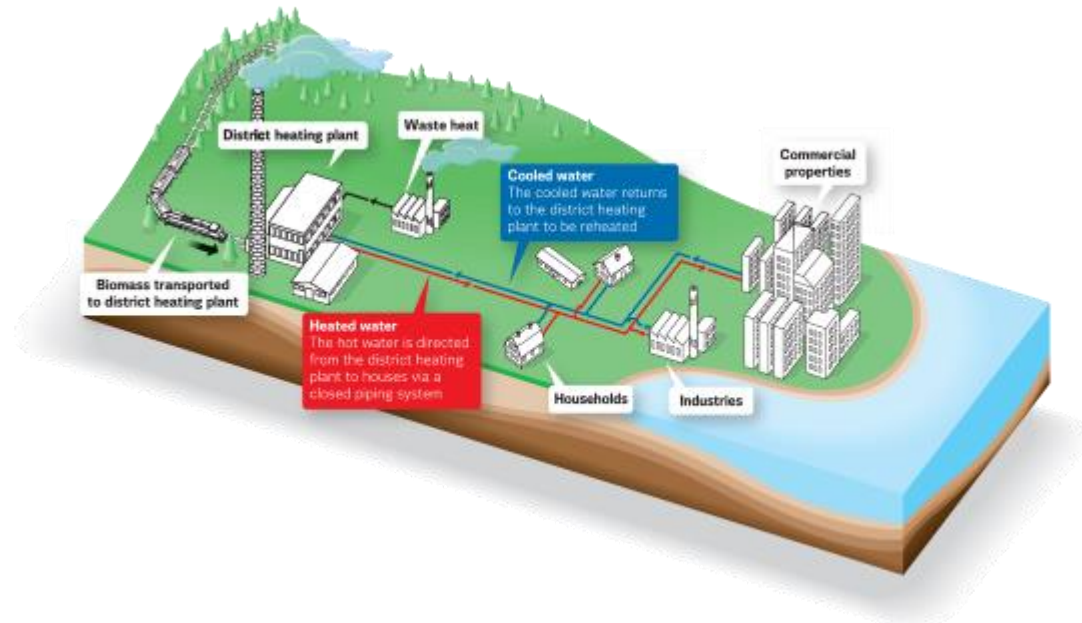 District heating plant
Waste heat
Commercial
properties
Cooled water
The cooled water returns
to the district heating
plant to be reheated
Biomass transported
to district heating plant
Heated water
The hot water is directed
from the district heating
plant to houses via a
closed piping system
Households
Industries